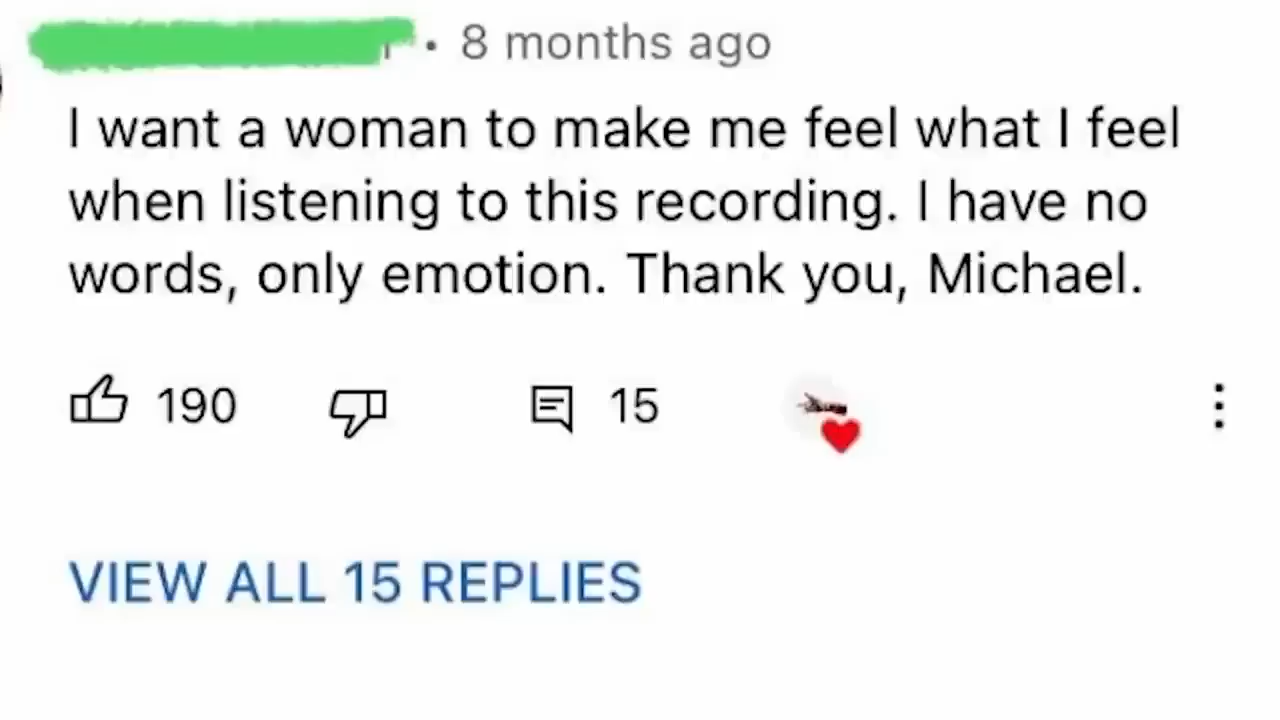 • 8 months ago
I want a woman to make me feel what I feel
when listening to this recording. I have no
words, only emotion. Thank you, Michael.
190 15
VIEW ALL 15 REPLIES